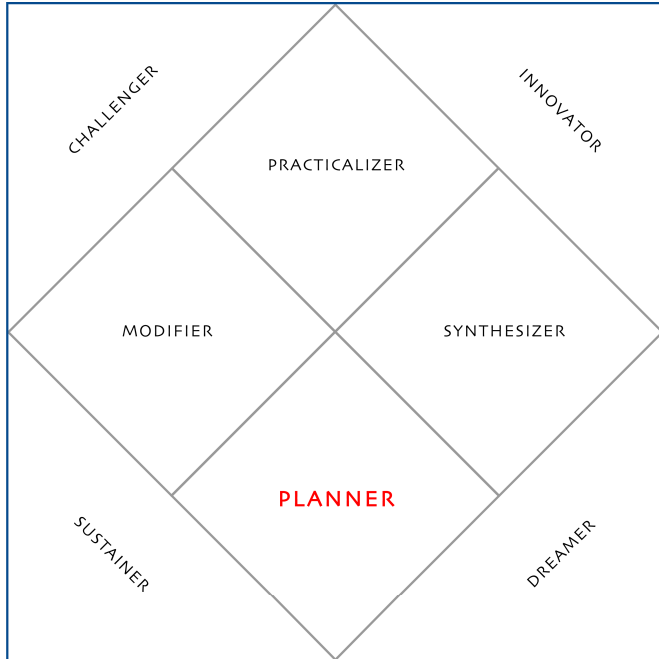 CHALLENGER
INNOVATOR
PRACTICALIZER
MODIFIER
SYNTHESIZER
PLANNER
SUSTAINER
DREAMER